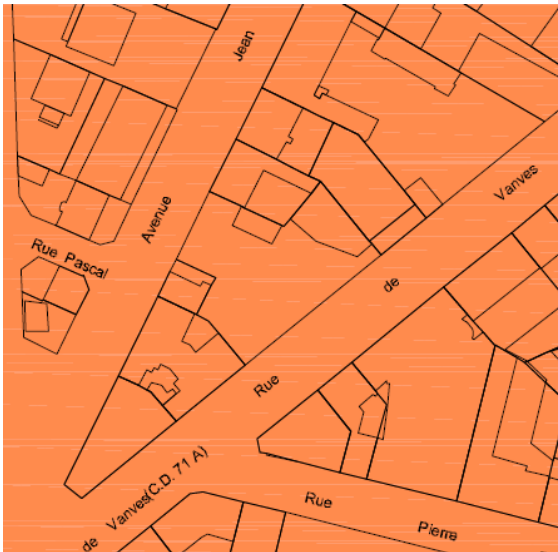 Jean
Avenue
Rue Pascal
Vanves
de
Rue
de Vanves(C.D. 71 A)
Rue
Pierre